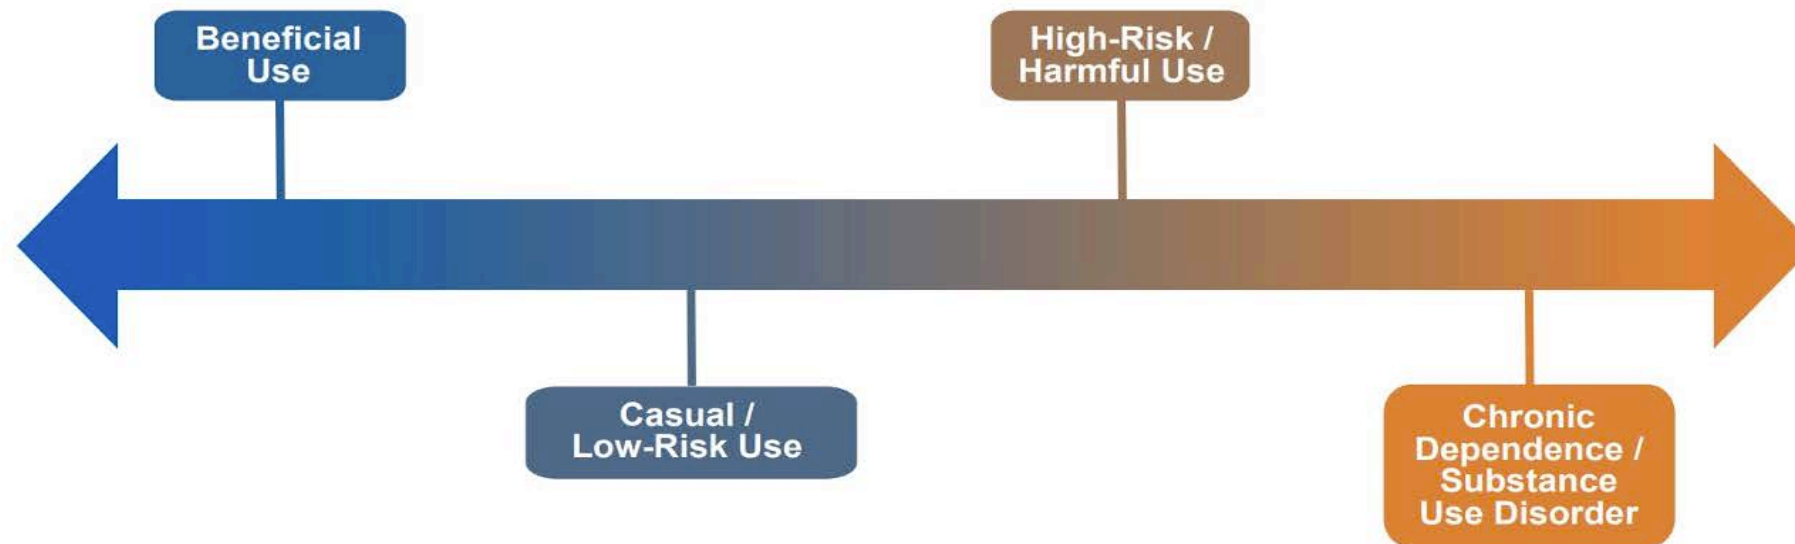 Beneficial
Use
High-Risk /
Harmful Use
Casual /
Low-Risk Use
Chronic
Dependence /
Substance
Use Disorder